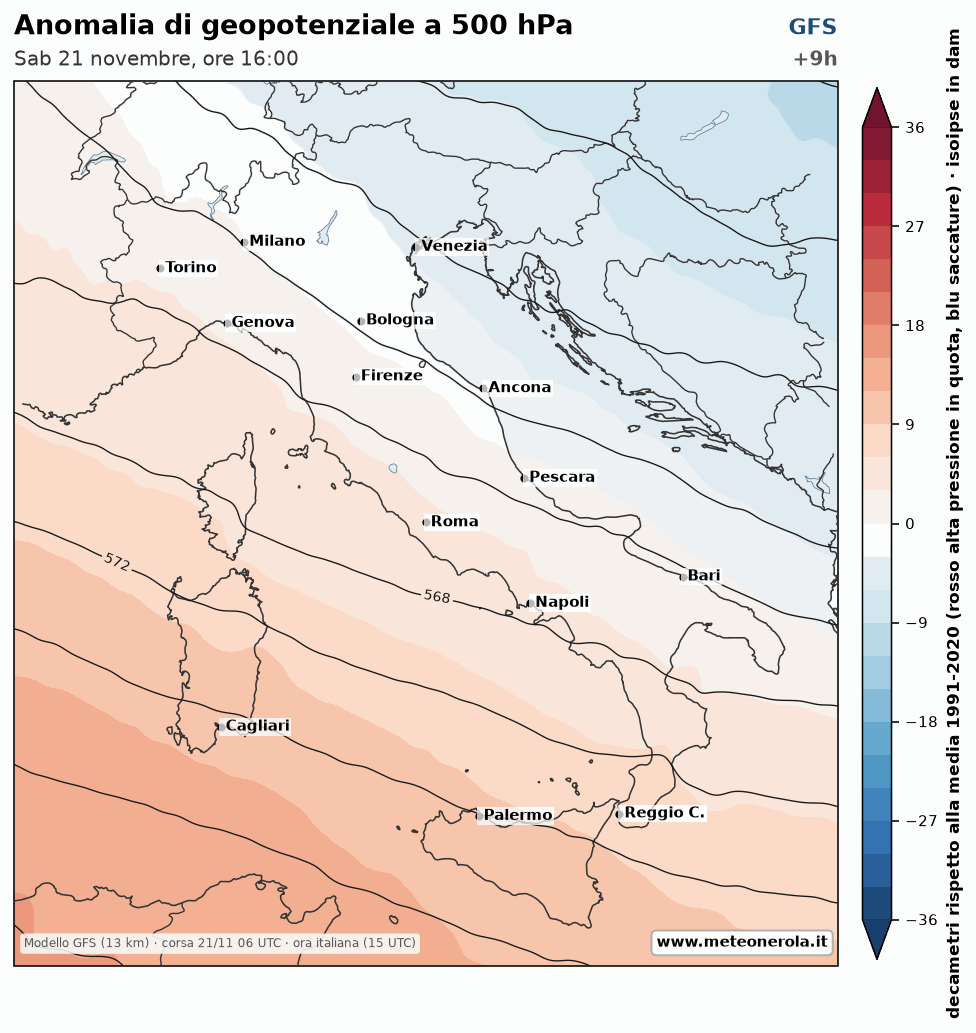 Anomalia di geopotenziale a 500 hPa
GFS
Sab 21 novembre, ore 16:00
+9h
Milano
Venezia
Torino
Genova
Bologna
Firenze
Ancona
Pescara
Roma
572
568
Bari
Napoli
Cagliari
Palermo
Reggio C.
Modello GFS (13 km) · corsa 21/11 06 UTC · ora italiana (15 UTC)
www.meteonerola.it
36
27
18
9
0
−9
−18
−27
−36
decametri rispetto alla media 1991-2020 (rosso alta pressione in quota, blu saccature) · isoipse in dam